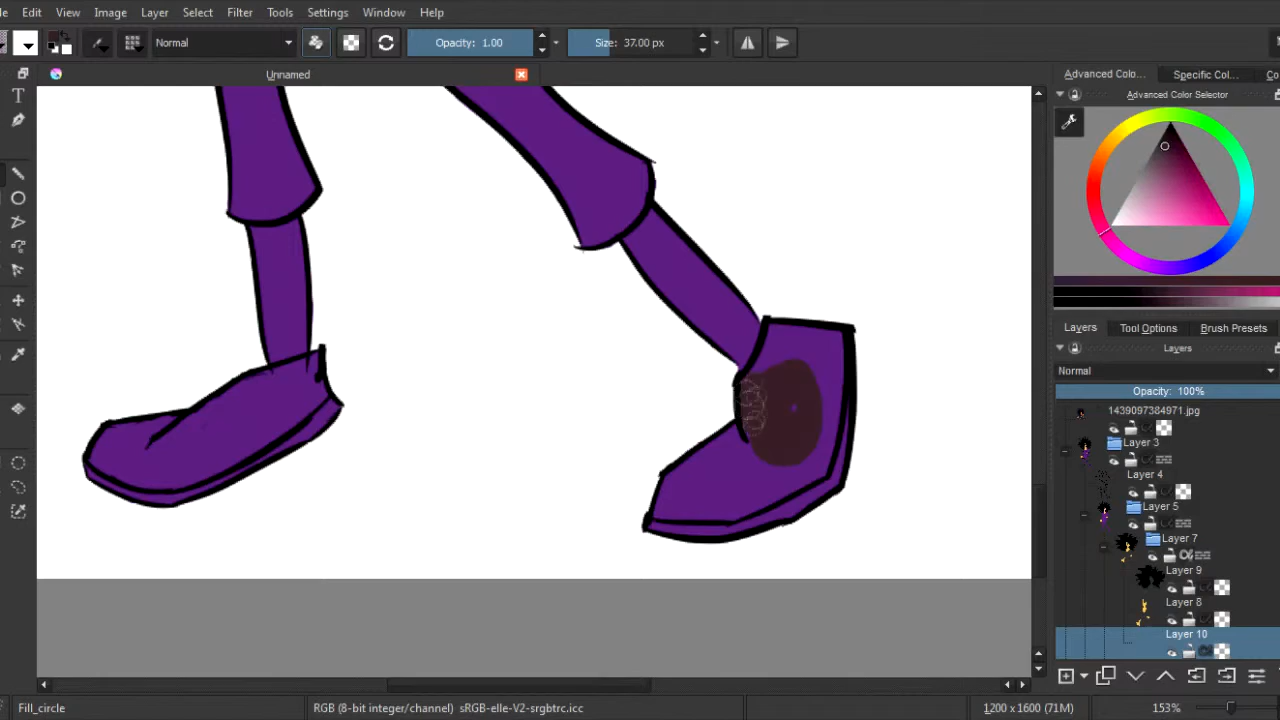 Edit View Image Layer Select Filter Tools Settings Window Help
Normal Opacity: 1.00 Size: 37.00 px
Unnamed
Advanced Colo... Specific Col... Co
Advanced Color Selector
Layers Tool Options Brush Presets
Layers
Normal
Opacity: 100%
1439097384971.jpg
Layer 3
Layer 4
Layer 5
Layer 7
Layer 9
Layer 8
Layer 10
Fill_circle RGB (8-bit integer/channel) sRGB-elle-V2-srgbtrc.icc 1200 x 1600 (71M) 153%